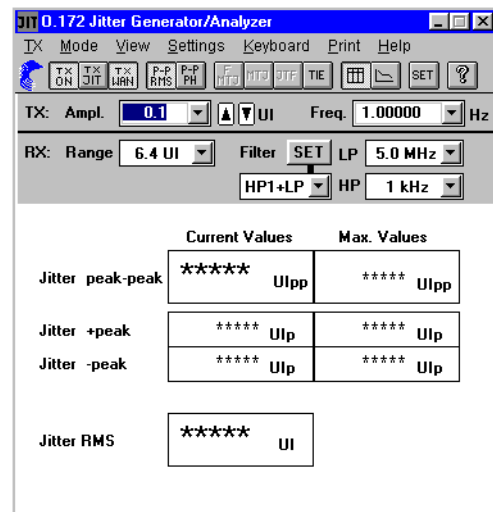 JIT O.172 Jitter Generator/Analyzer
TX Mode View Settings Keyboard Print Help
TX ON TX JIT TX WAN P-P RMS P-P PH F MTJ MTJ JTF TIE SET ?
TX: Ampl. 0.1 UI Freq. 1.00000 Hz
RX: Range 6.4 UI Filter SET LP 5.0 MHz
HP1+LP HP 1 kHz
Current Values Max. Values
Jitter peak-peak ***** UIpp ***** UIpp
Jitter +peak ***** UIp ***** UIp
Jitter -peak ***** UIp ***** UIp
Jitter RMS ***** UI